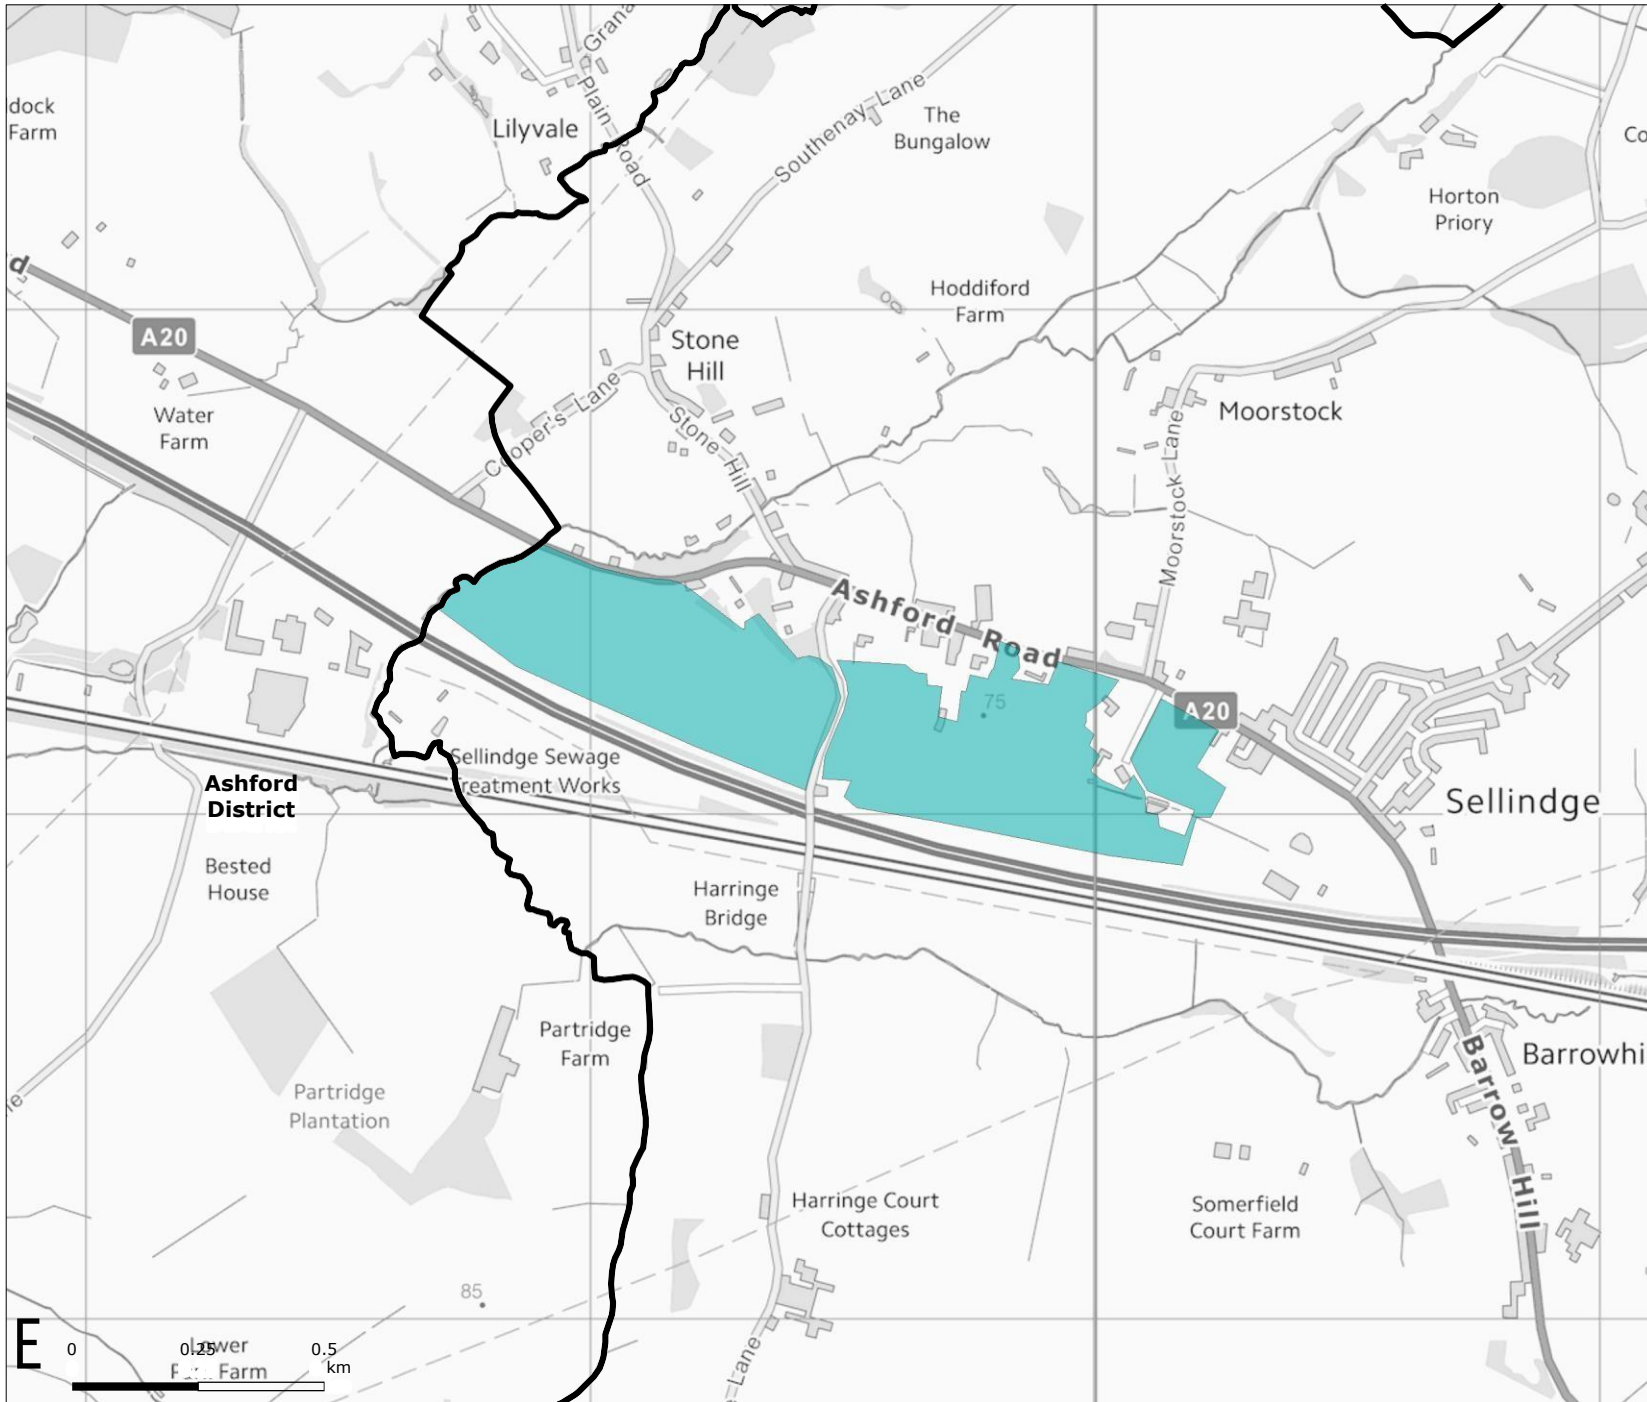 Grana
dock
Farm
Lilyvale
Plain Road
Southenay Lane
The
Bungalow
Co
Horton
Priory
d
A20
Hoddiford
Farm
Stone
Hill
Water
Farm
Cooper's Lane
Stone Hill
Moorstock
Moorstock Lane
Ashford Road
75
A20
Sellindge Sewage
Treatment Works
Ashford
District
Sellindge
Bested
House
Harringe
Bridge
Partridge
Farm
Barrowhi
Partridge
Plantation
Barrow Hill
Harringe Court
Cottages
Somerfield
Court Farm
85
E
0 0.25 0.5
km
Lower
Farm
Lane